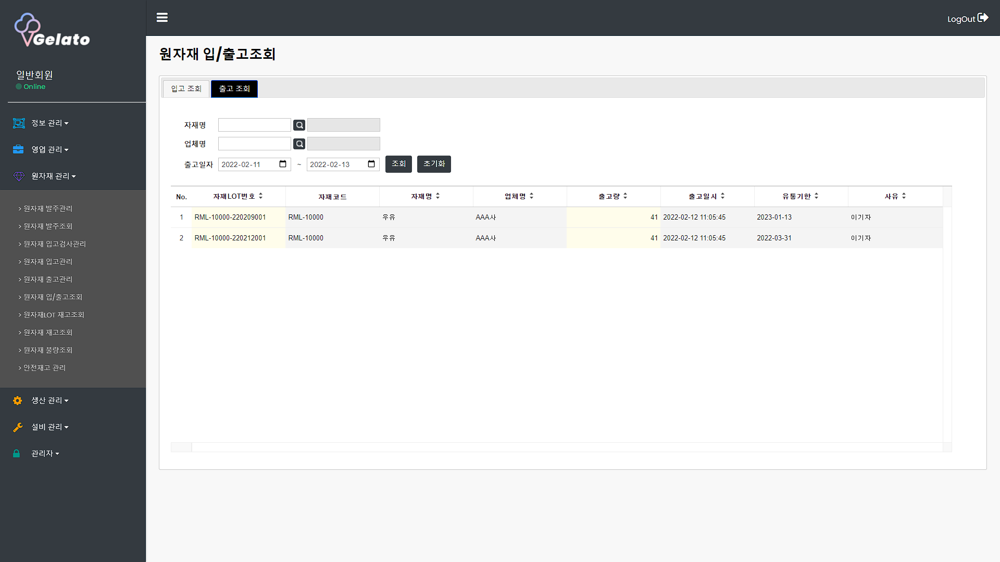 Gelato
LogOut
일반회원
Online
정보 관리
영업 관리
원자재 관리
> 원자재 발주관리
> 원자재 발주조회
> 원자재 입고검사관리
> 원자재 입고관리
> 원자재 출고관리
> 원자재 입/출고조회
> 원자재LOT 재고조회
> 원자재 재고조회
> 원자재 불량조회
> 안전재고 관리
생산 관리
설비 관리
관리자
원자재 입/출고조회
입고 조회 출고 조회
자재명
업체명
출고일자 2022-02-11 ~ 2022-02-13 조회 초기화
No. 자재LOT번호 자재코드 자재명 업체명 출고량 출고일시 유통기한 사유
1 RML-10000-220209001 RML-10000 우유 AAA사 41 2022-02-12 11:05:45 2023-01-13 이기자
2 RML-10000-220212001 RML-10000 우유 AAA사 41 2022-02-12 11:05:45 2022-03-31 이기자